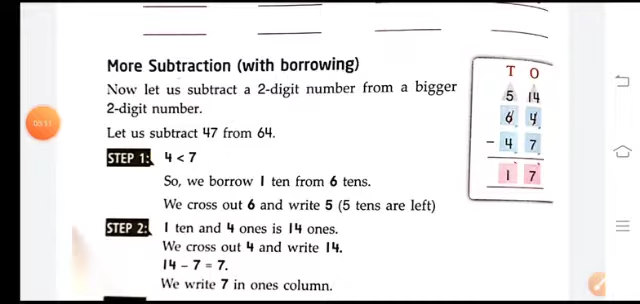 More Subtraction (with borrowing)
Now let us subtract a 2-digit number from a bigger
2-digit number.
Let us subtract 47 from 64.
STEP 1: 4 < 7
So, we borrow 1 ten from 6 tens.
We cross out 6 and write 5 (5 tens are left)
STEP 2: 1 ten and 4 ones is 14 ones.
We cross out 4 and write 14.
14 – 7 = 7.
We write 7 in ones column.
T O
5 14
6 4
– 4 7
1 7